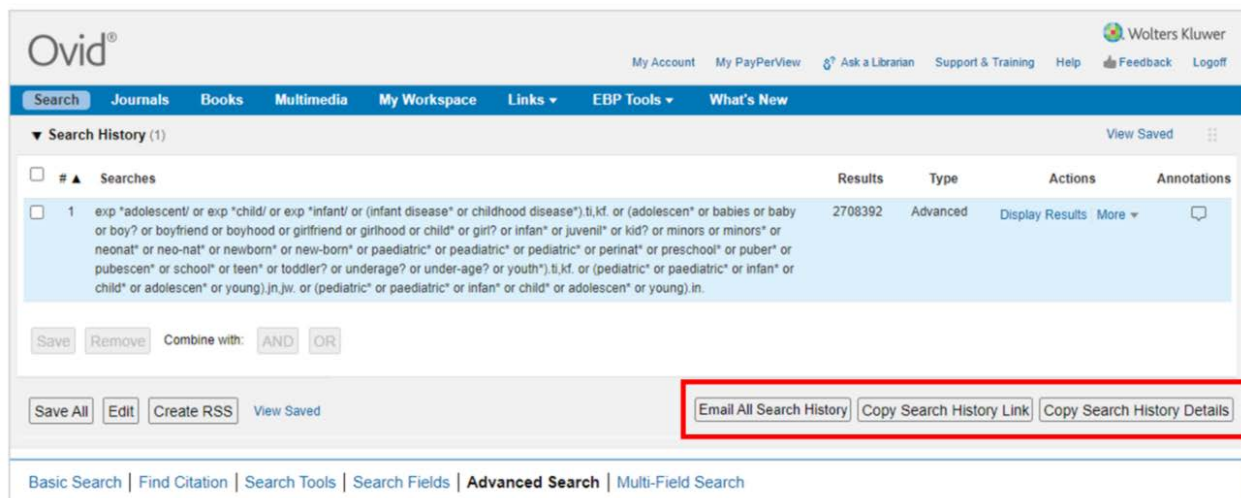 Ovid®
Wolters Kluwer
My Account My PayPerView Ask a Librarian Support & Training Help Feedback Logoff
Search Journals Books Multimedia My Workspace Links ▾ EBP Tools ▾ What's New
▼ Search History (1) View Saved
# ▲ Searches Results Type Actions Annotations
1 exp *adolescent/ or exp *child/ or exp *infant/ or (infant disease* or childhood disease*).ti,kf. or (adolescen* or babies or baby 2708392 Advanced Display Results More ▾
or boy? or boyfriend or boyhood or girlfriend or girlhood or child* or girl? or infan* or juvenil* or kid? or minors or minors* or
neonat* or neo-nat* or newborn* or new-born* or paediatric* or peadiatric* or pediatric* or perinat* or preschool* or puber* or
pubescen* or school* or teen* or toddler? or underage? or under-age? or youth*).ti,kf. or (pediatric* or paediatric* or infan* or
child* or adolescen* or young).jn,jw. or (pediatric* or paediatric* or infan* or child* or adolescen* or young).in.
Save Remove Combine with: AND OR
Save All Edit Create RSS View Saved Email All Search History Copy Search History Link Copy Search History Details
Basic Search | Find Citation | Search Tools | Search Fields | Advanced Search | Multi-Field Search